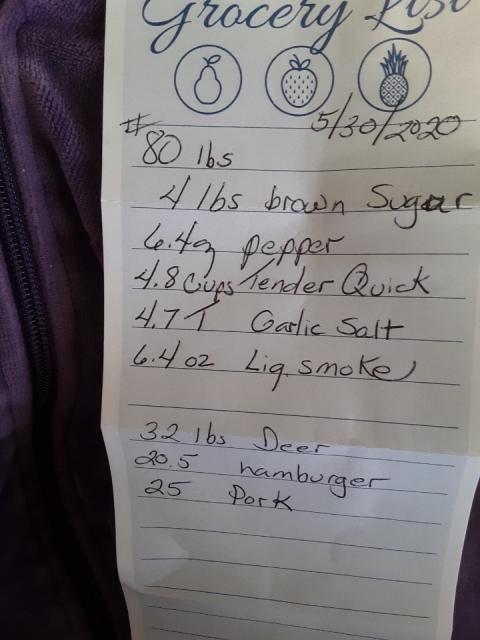 Grocery List
5/30/2020
# 80 lbs
4 lbs brown Sugar
6.4oz pepper
4.8 Cups Tender Quick
4.7 T Garlic Salt
6.4 oz Liq. smoke
32 lbs Deer
20.5 hamburger
25 Pork